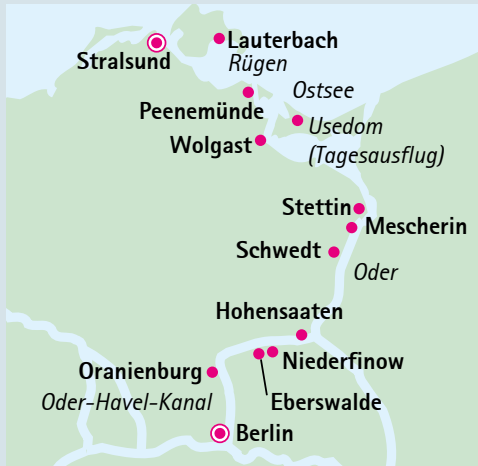 Lauterbach
Stralsund
Rügen
Ostsee
Peenemünde
Usedom
Wolgast
(Tagesausflug)
Stettin
Mescherin
Schwedt
Oder
Hohensaaten
Niederfinow
Oranienburg
Oder-Havel-Kanal
Eberswalde
Berlin